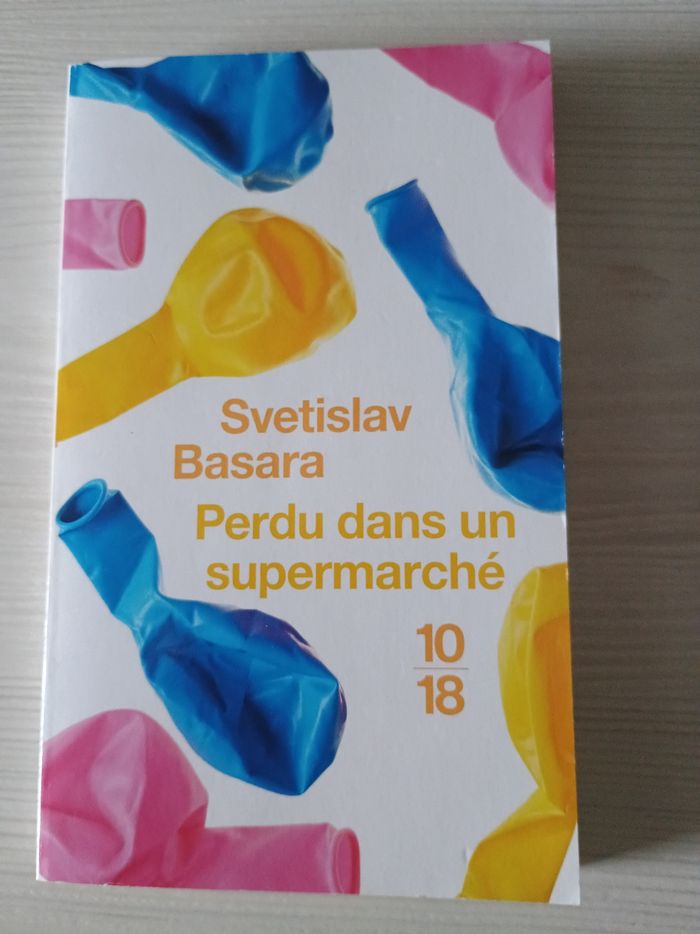 Svetislav
Basara
Perdu dans un
supermarché
10
18